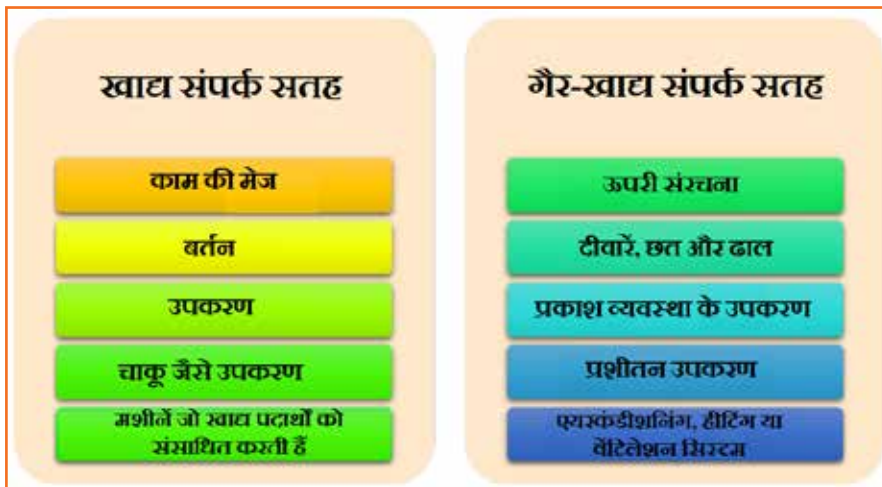 खाद्य संपर्क सतह
काम की मेज
बर्तन
उपकरण
चाकू जैसे उपकरण
मशीनें जो खाद्य पदार्थों को
संसाधित करती हैं
गैर-खाद्य संपर्क सतह
ऊपरी संरचना
दीवारें, छत और ढाल
प्रकाश व्यवस्था के उपकरण
प्रशीतन उपकरण
एयरकंडीशनिंग, हीटिंग या
वेंटिलेशन सिस्टम